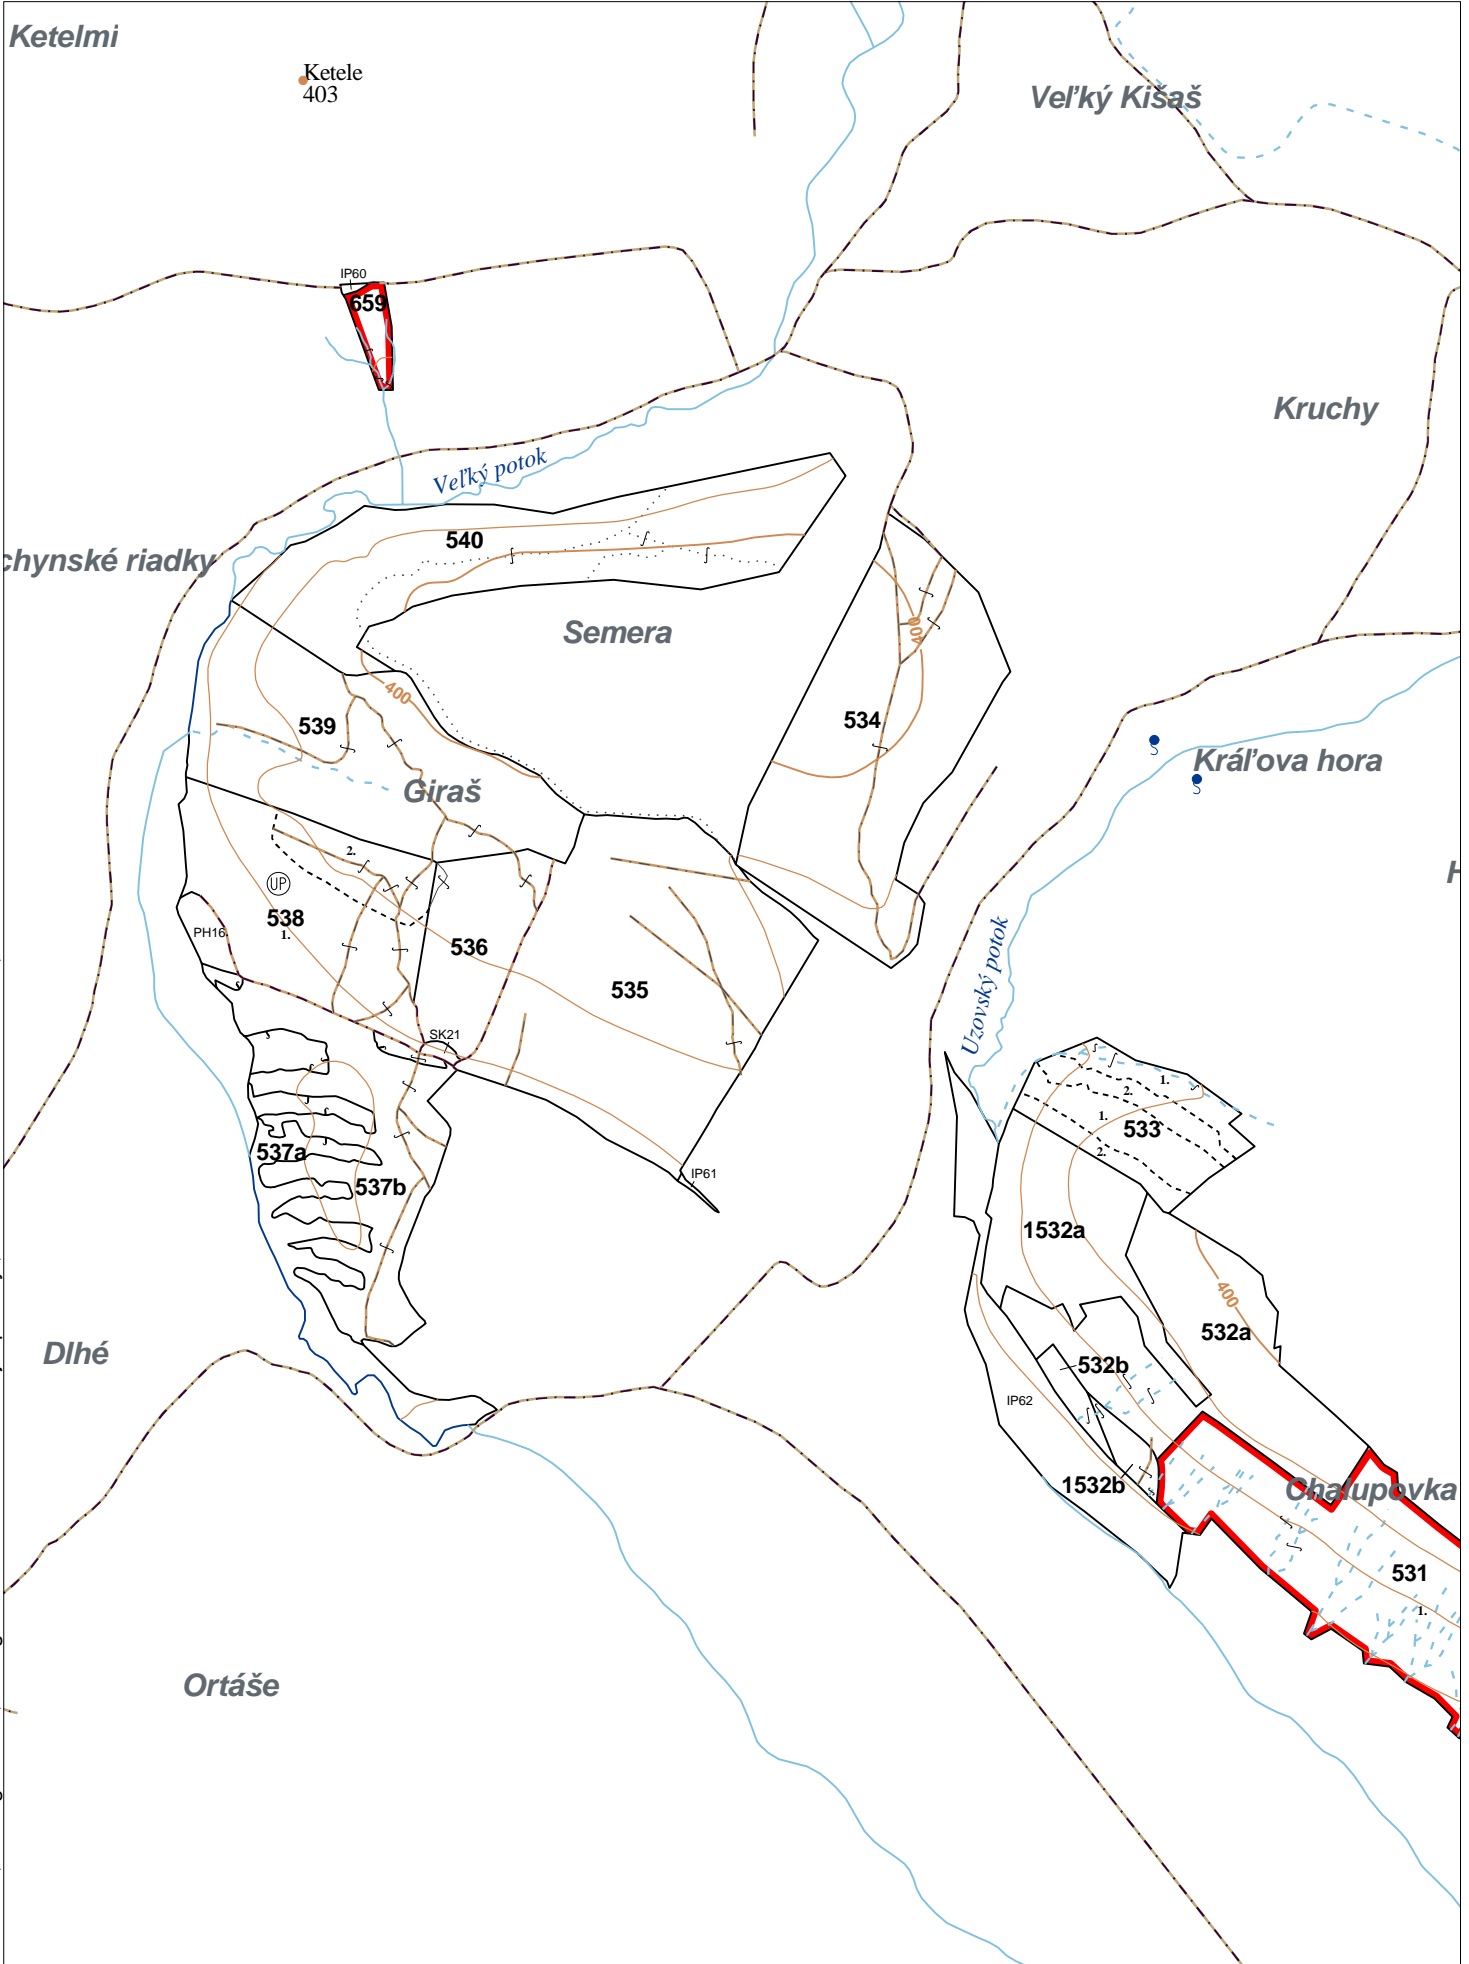 Ketelmi
Ketele
403
Veľký Kišaš
IP60
659
Kruchy
Veľký potok
540
chynské riadky
Semera
400
400
539
534
Kráľova hora
Giraš
2.
UP
538
1.
PH16
536
535
H
Uzovský potok
SK21
1.
2.
1.
533
2.
537a
537b
IP61
1532a
400
532a
Dlhé
532b
IP62
1532b
Chalupovka
531
1.
Ortáše